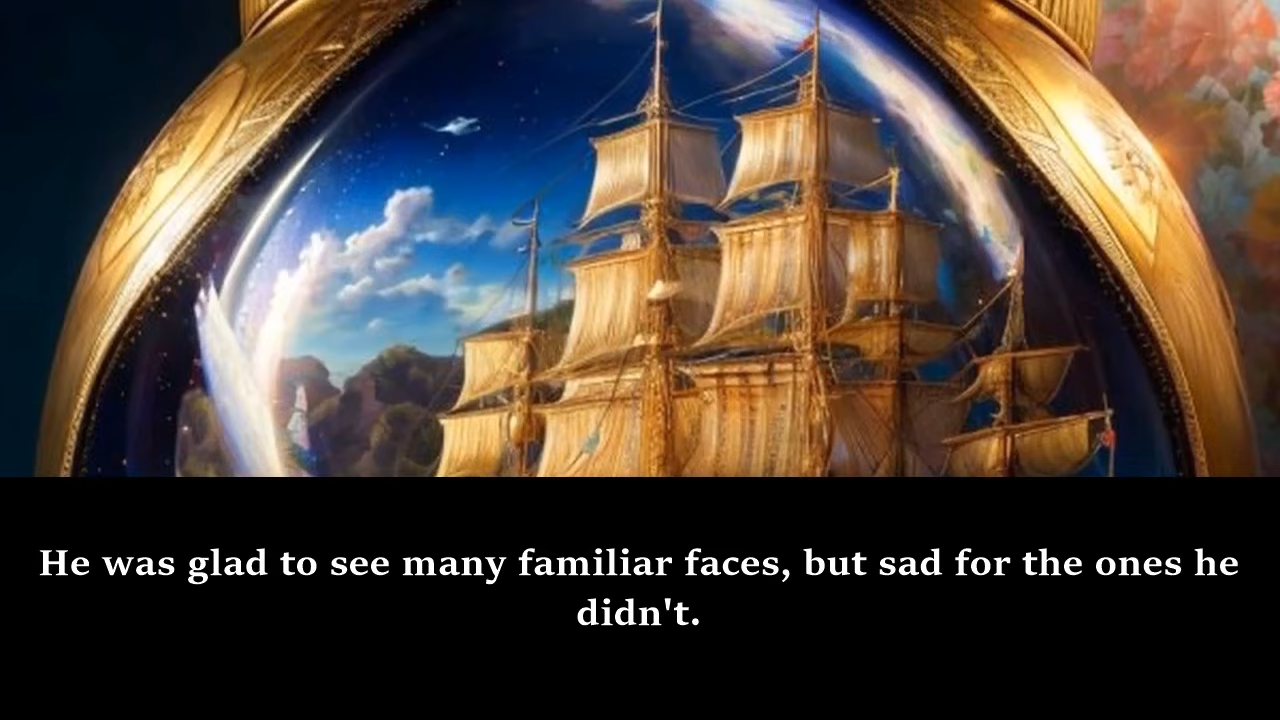 He was glad to see many familiar faces, but sad for the ones he
didn't.